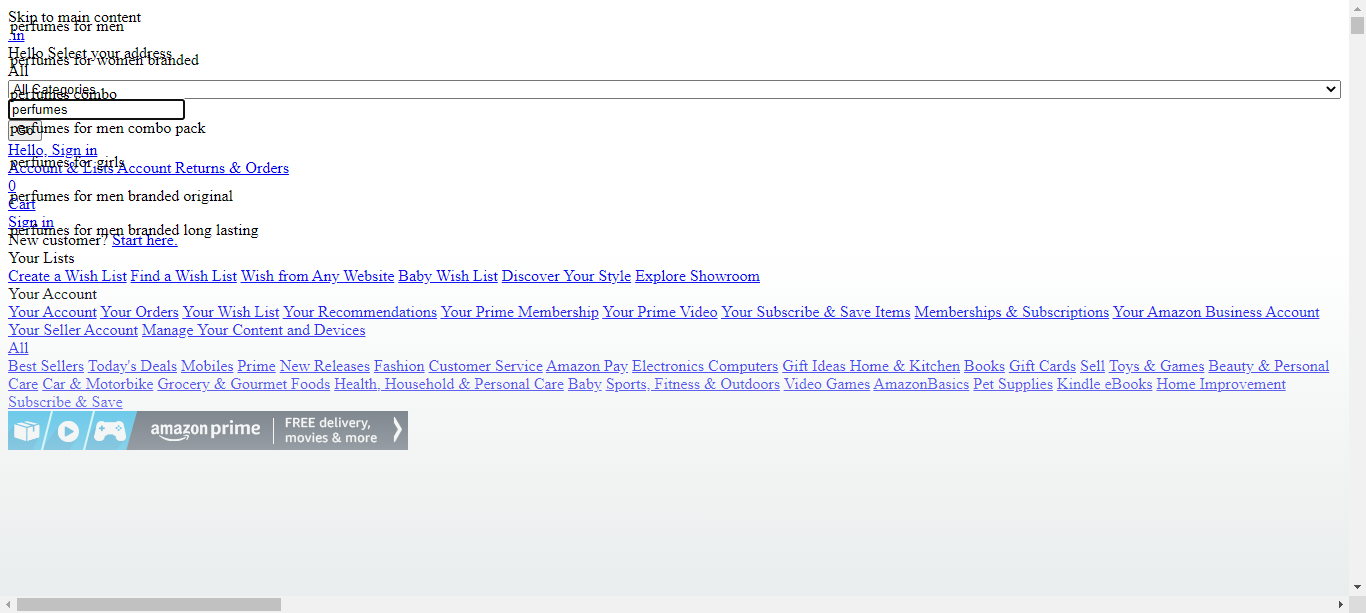 Skip to main content
perfumes for men
.in
Hello Select your address
perfumes for women branded
All
All Categories
perfumes combo
perfumes
perfumes for men combo pack
Go
Hello, Sign in
perfumes for girls
Account & Lists Account Returns & Orders
0
perfumes for men branded original
Cart
Sign in
perfumes for men branded long lasting
New customer? Start here.
Your Lists
Create a Wish List Find a Wish List Wish from Any Website Baby Wish List Discover Your Style Explore Showroom
Your Account
Your Account Your Orders Your Wish List Your Recommendations Your Prime Membership Your Prime Video Your Subscribe & Save Items Memberships & Subscriptions Your Amazon Business Account
Your Seller Account Manage Your Content and Devices
All
Best Sellers Today's Deals Mobiles Prime New Releases Fashion Customer Service Amazon Pay Electronics Computers Gift Ideas Home & Kitchen Books Gift Cards Sell Toys & Games Beauty & Personal
Care Car & Motorbike Grocery & Gourmet Foods Health, Household & Personal Care Baby Sports, Fitness & Outdoors Video Games AmazonBasics Pet Supplies Kindle eBooks Home Improvement
Subscribe & Save
amazon prime
FREE delivery,
movies & more